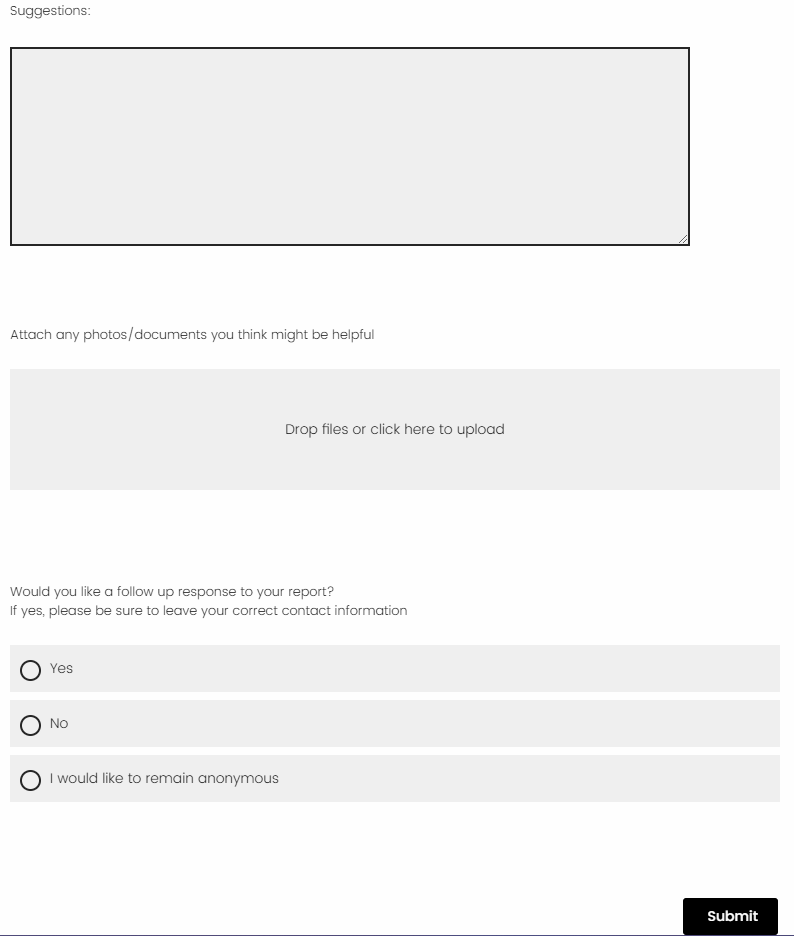 Suggestions:
Attach any photos/documents you think might be helpful
Drop files or click here to upload
Would you like a follow up response to your report?
If yes, please be sure to leave your correct contact information
Yes
No
I would like to remain anonymous
Submit